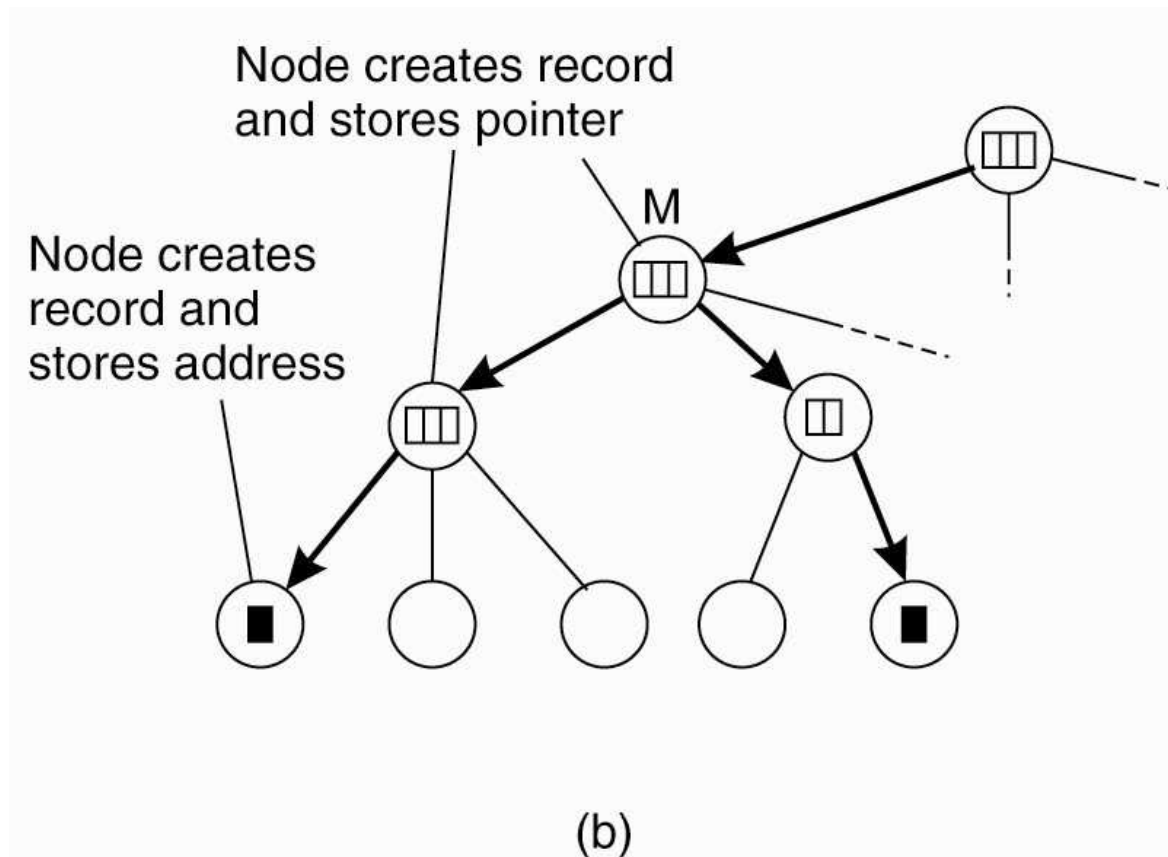 Node creates record
and stores pointer
M
Node creates
record and
stores address
(b)